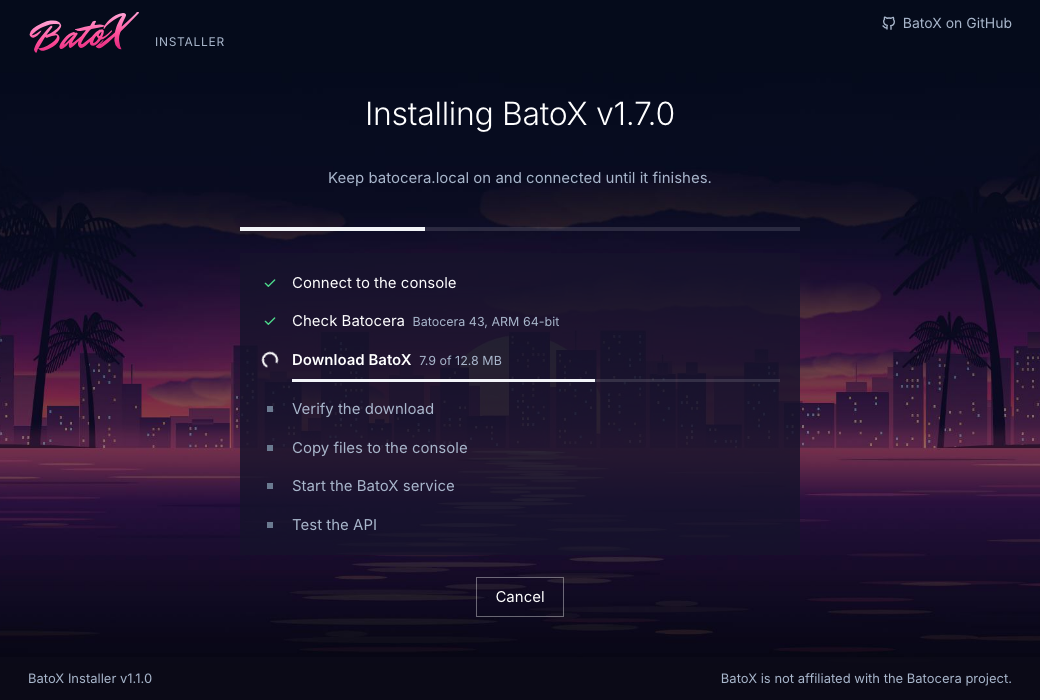 BatoX
INSTALLER
BatoX on GitHub
Installing BatoX v1.7.0
Keep batocera.local on and connected until it finishes.
Connect to the console
Check Batocera Batocera 43, ARM 64-bit
Download BatoX 7.9 of 12.8 MB
Verify the download
Copy files to the console
Start the BatoX service
Test the API
Cancel
BatoX Installer v1.1.0
BatoX is not affiliated with the Batocera project.